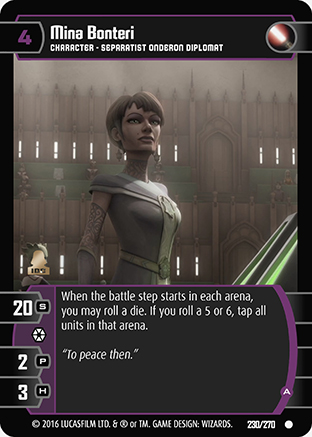 4
Mina Bonteri
CHARACTER - SEPARATIST ONDERON DIPLOMAT
20 S
When the battle step starts in each arena,
you may roll a die. If you roll a 5 or 6, tap all
units in that arena.
2 P
“To peace then.”
3 H
A
© 2016 LUCASFILM LTD. & ® or TM. GAME DESIGN: WIZARDS.
230/270